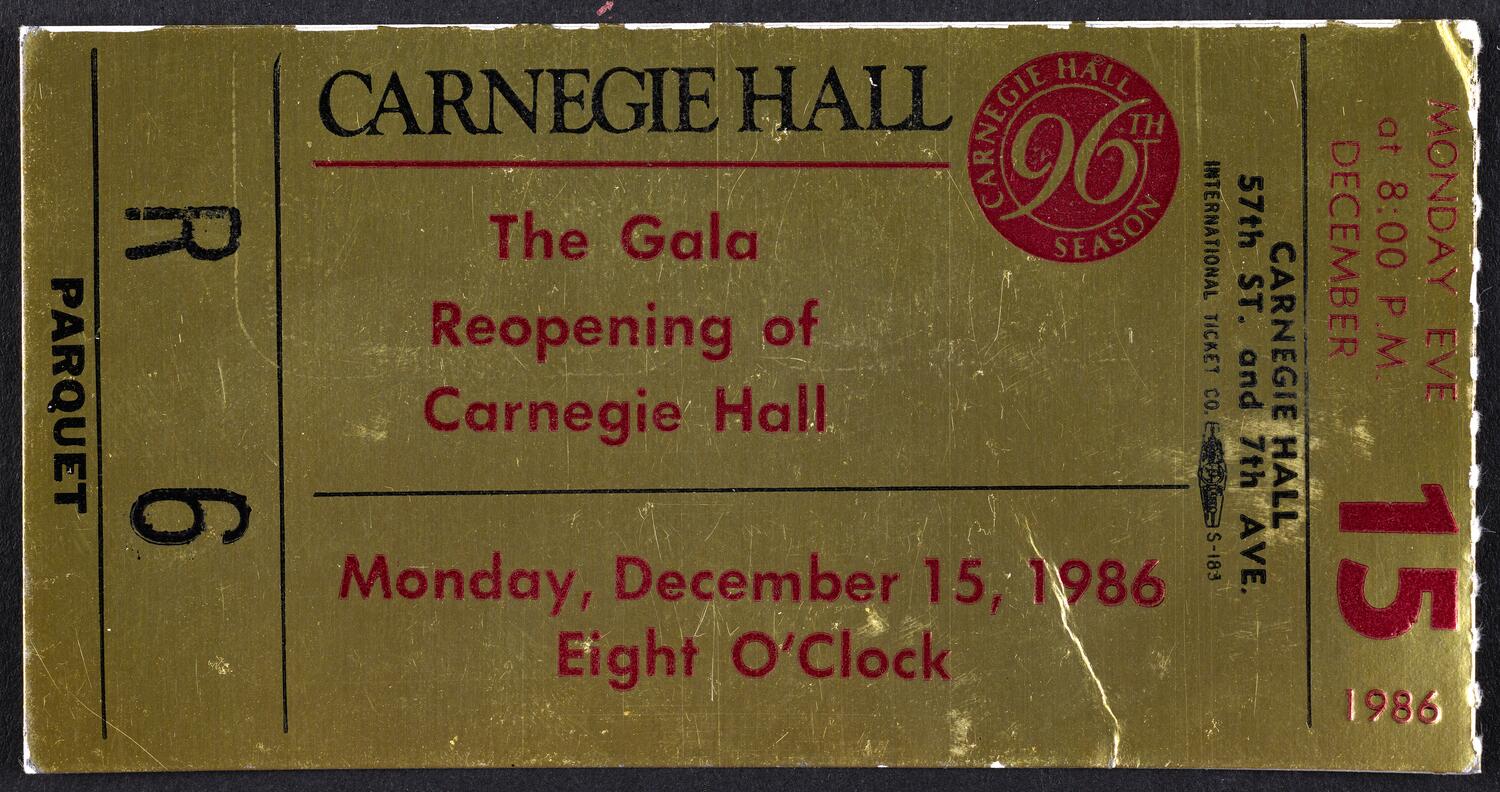 PARQUET
R 6
CARNEGIE HALL
CARNEGIE HALL
96TH
SEASON
The Gala
Reopening of
Carnegie Hall
Monday, December 15, 1986
Eight O'Clock
CARNEGIE HALL
57th ST. and 7th AVE.
INTERNATIONAL TICKET CO. S-183
MONDAY EVE
at 8:00 P.M.
DECEMBER
15
1986